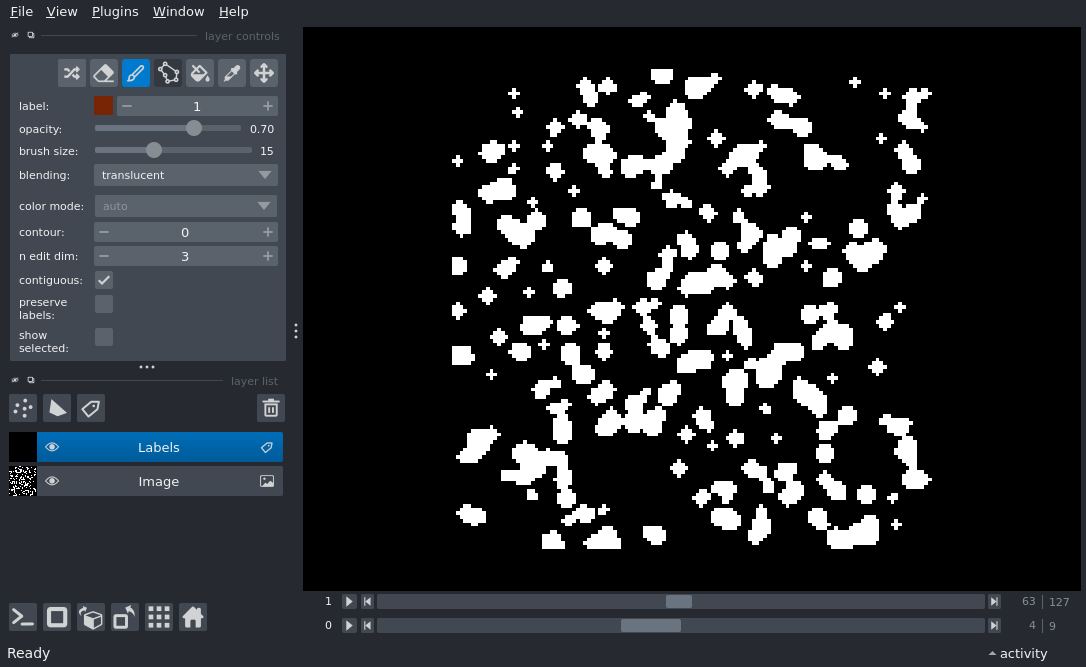 File View Plugins Window Help
layer controls
label: 1
opacity: 0.70
brush size: 15
blending: translucent
color mode: auto
contour: 0
n edit dim: 3
contiguous:
preserve
labels:
show
selected:
layer list
Labels
Image
1 63 127
0 4 9
Ready activity